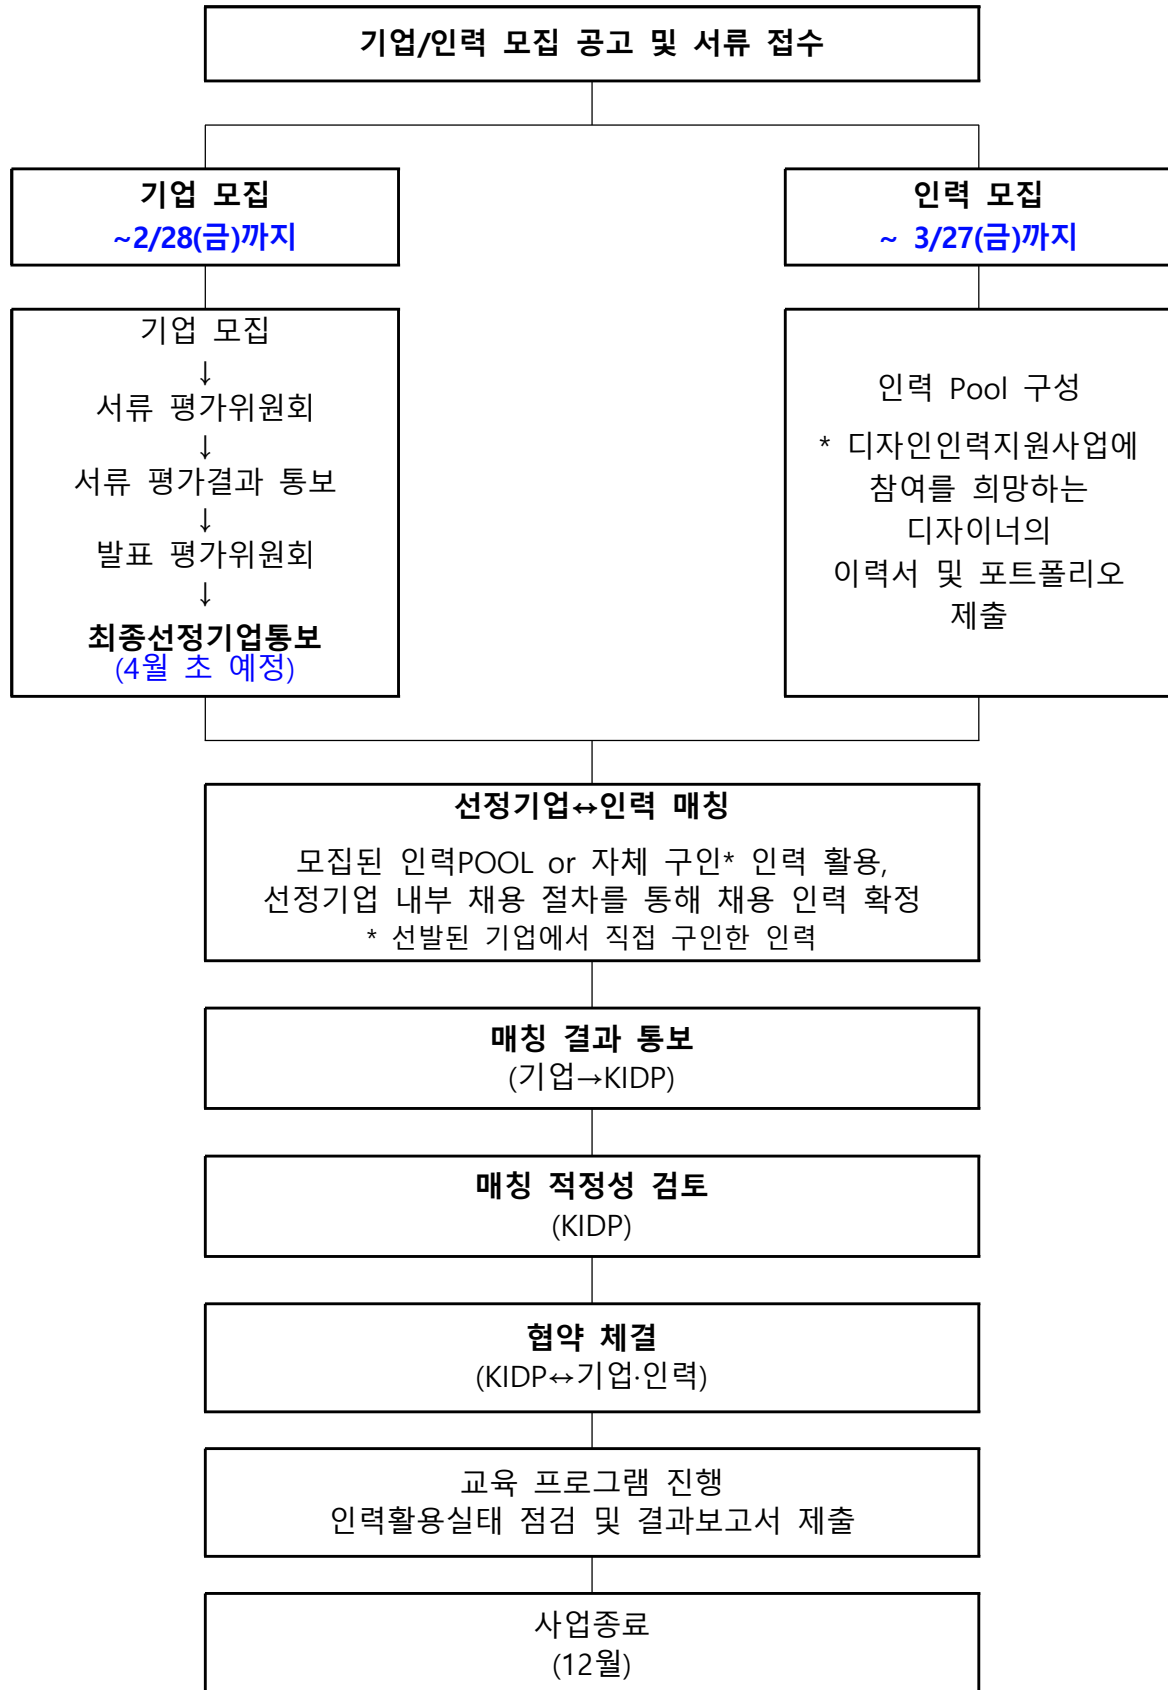 기업/인력 모집 공고 및 서류 접수
기업 모집
~2/28(금)까지
인력 모집
~ 3/27(금)까지
기업 모집
↓
서류 평가위원회
↓
서류 평가결과 통보
↓
발표 평가위원회
↓
최종선정기업통보
(4월 초 예정)
인력 Pool 구성
* 디자인인력지원사업에
참여를 희망하는
디자이너의
이력서 및 포트폴리오
제출
선정기업↔인력 매칭
모집된 인력POOL or 자체 구인* 인력 활용,
선정기업 내부 채용 절차를 통해 채용 인력 확정
* 선발된 기업에서 직접 구인한 인력
매칭 결과 통보
(기업→KIDP)
매칭 적정성 검토
(KIDP)
협약 체결
(KIDP↔기업·인력)
교육 프로그램 진행
인력활용실태 점검 및 결과보고서 제출
사업종료
(12월)